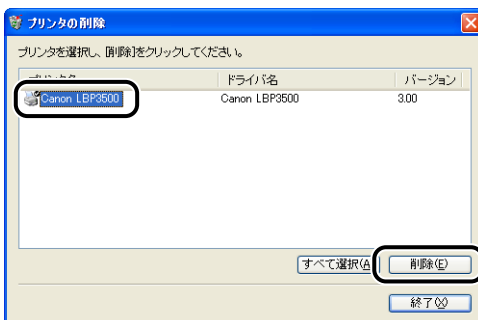 プリンタの削除
プリンタを選択し、[削除]をクリックしてください。
ドライバ名 バージョン
Canon LBP3500 Canon LBP3500 3.00
すべて選択(A 削除(E)
終了(X)